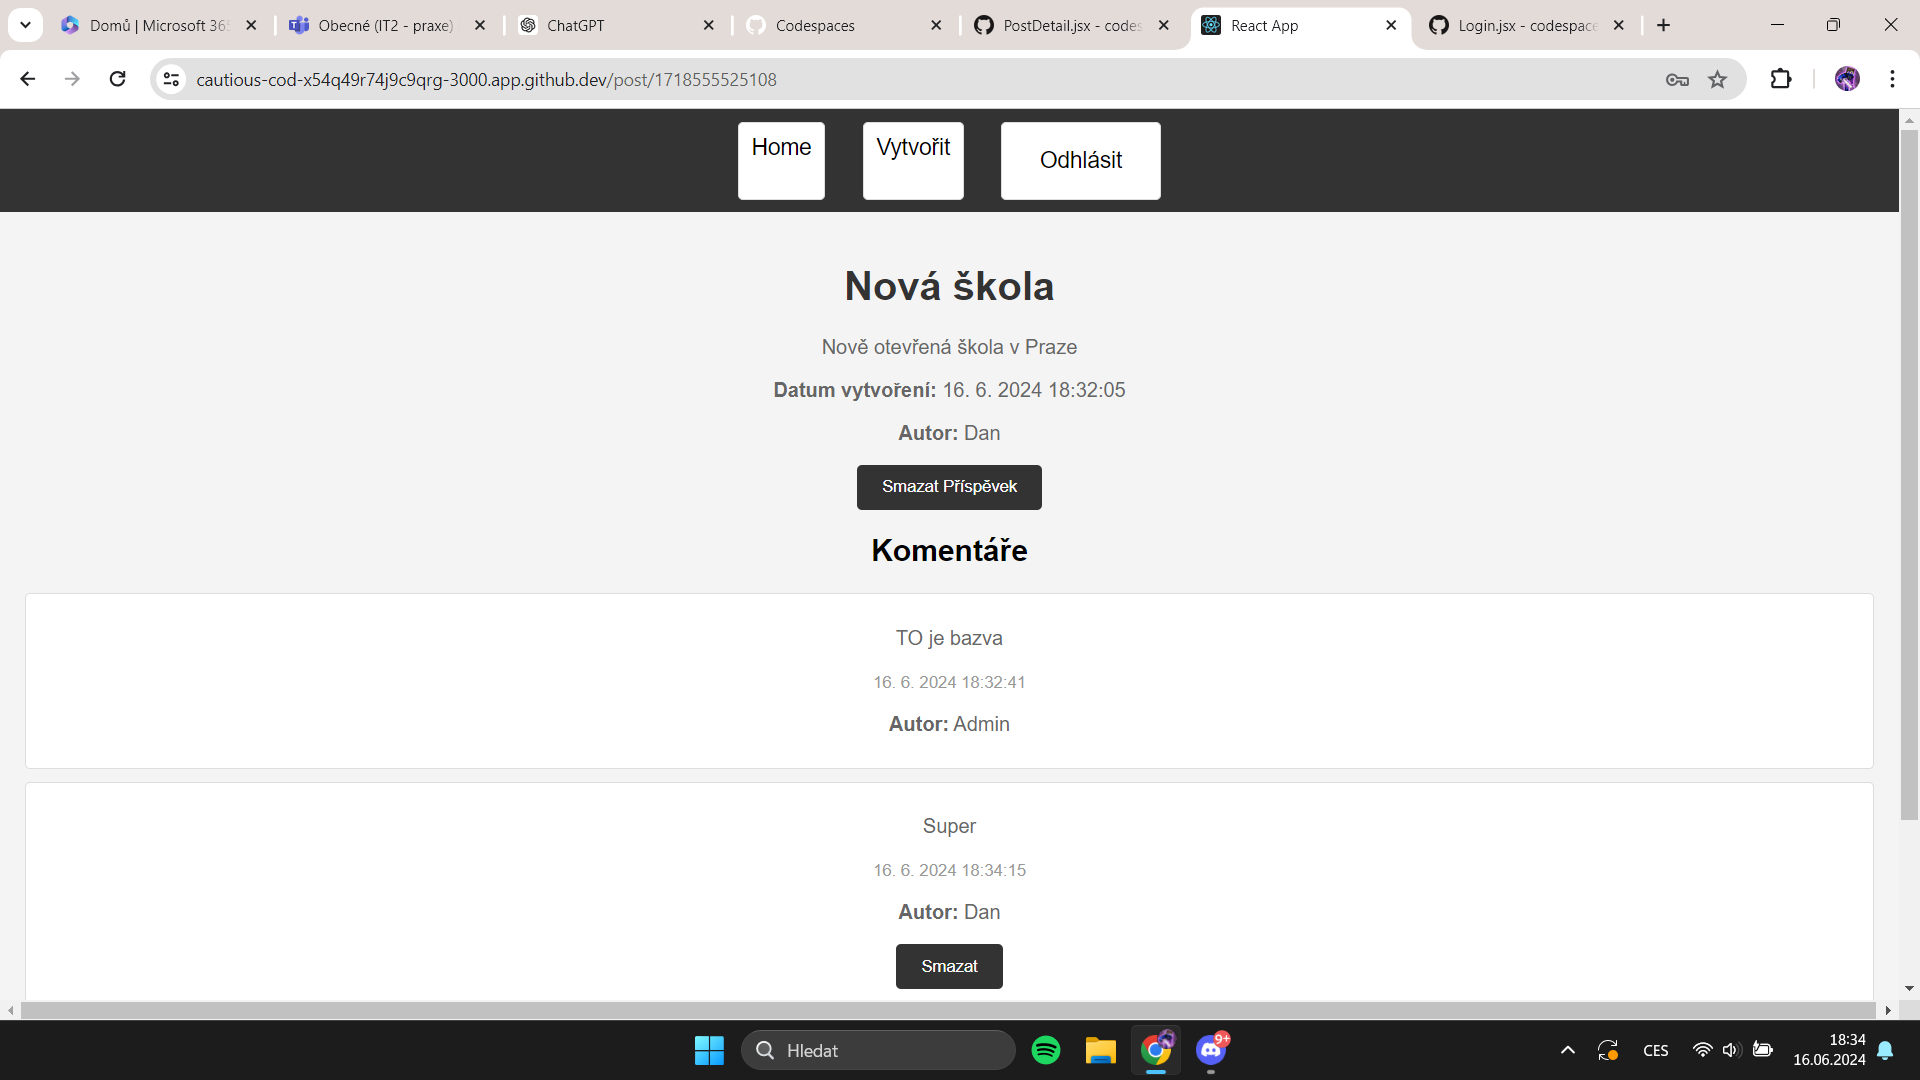 Domů | Microsoft 365
Obecné (IT2 - praxe)
ChatGPT
Codespaces
PostDetail.jsx - codes
React App
Login.jsx - codespace
cautious-cod-x54q49r74j9c9qrg-3000.app.github.dev/post/1718555525108
Home
Vytvořit
Odhlásit
Nová škola
Nově otevřená škola v Praze
Datum vytvoření: 16. 6. 2024 18:32:05
Autor: Dan
Smazat Příspěvek
Komentáře
TO je bazva
16. 6. 2024 18:32:41
Autor: Admin
Super
16. 6. 2024 18:34:15
Autor: Dan
Smazat
Hledat
9+
CES
18:34
16.06.2024